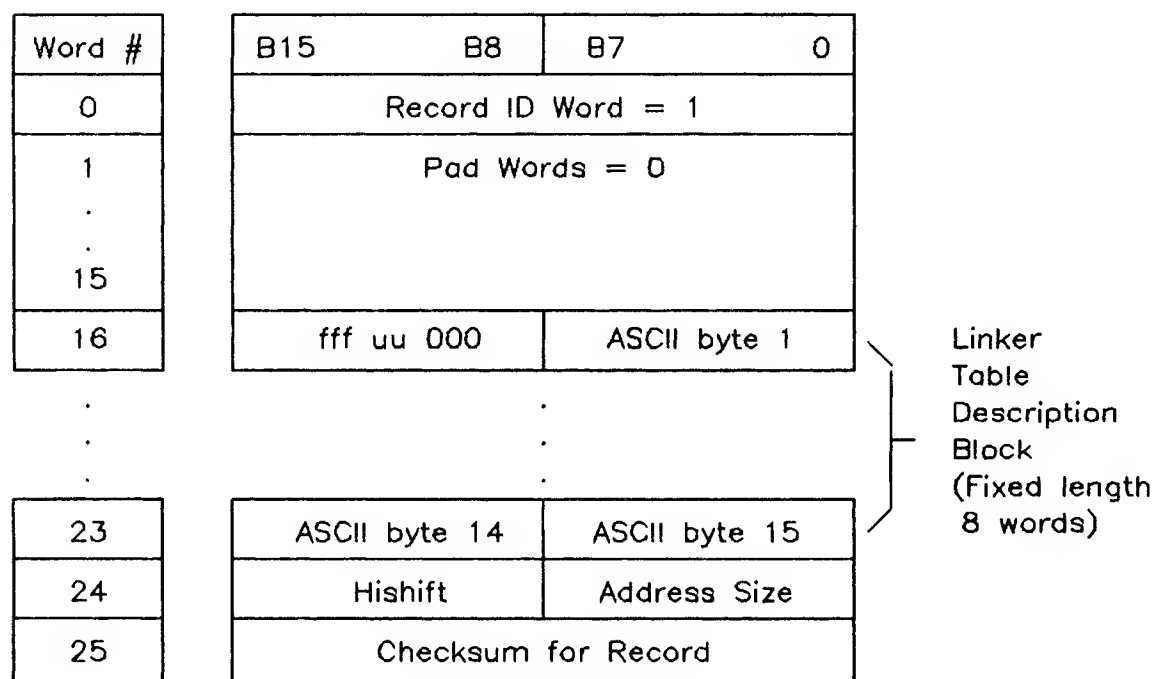 Word # B15 B8 B7 0
0 Record ID Word = 1
1 Pad Words = 0
.
.
15
16 fff uu 000 ASCII byte 1 Linker
Table
. . Description
. . Block
. . (Fixed length
23 ASCII byte 14 ASCII byte 15 8 words)
24 Hishift Address Size
25 Checksum for Record